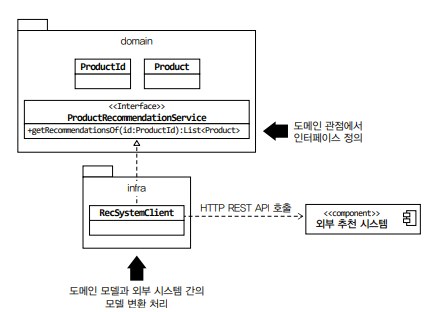 domain
ProductId
Product
<<Interface>>
ProductRecommendationService
+getRecommendationsOf(id:ProductId):List<Product>
도메인 관점에서
인터페이스 정의
infra
RecSystemClient
HTTP REST API 호출
<<component>>
외부 추천 시스템
도메인 모델과 외부 시스템 간의
모델 변환 처리